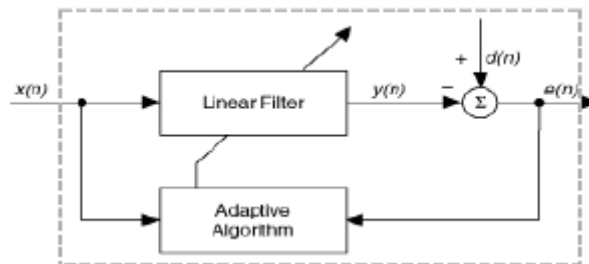 + d(n)
x(n) Linear Filter y(n) − Σ e(n)
Adaptive
Algorithm